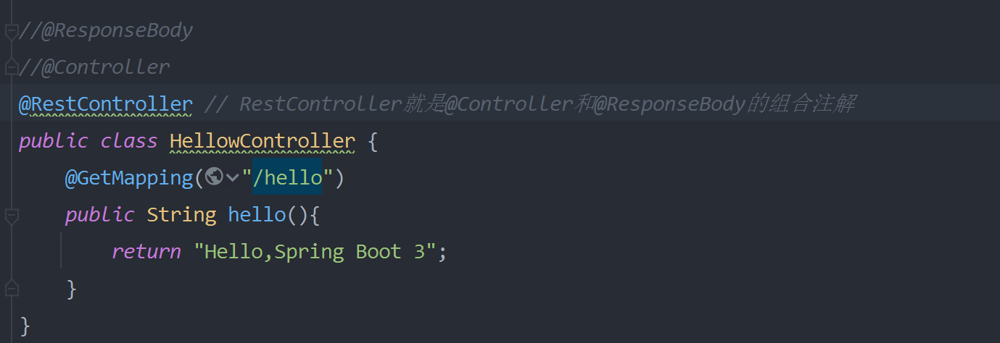 //@ResponseBody
//@Controller
@RestController // RestController就是@Controller和@ResponseBody的组合注解
public class HellowController {
@GetMapping("/hello")
public String hello(){
return "Hello,Spring Boot 3";
}
}